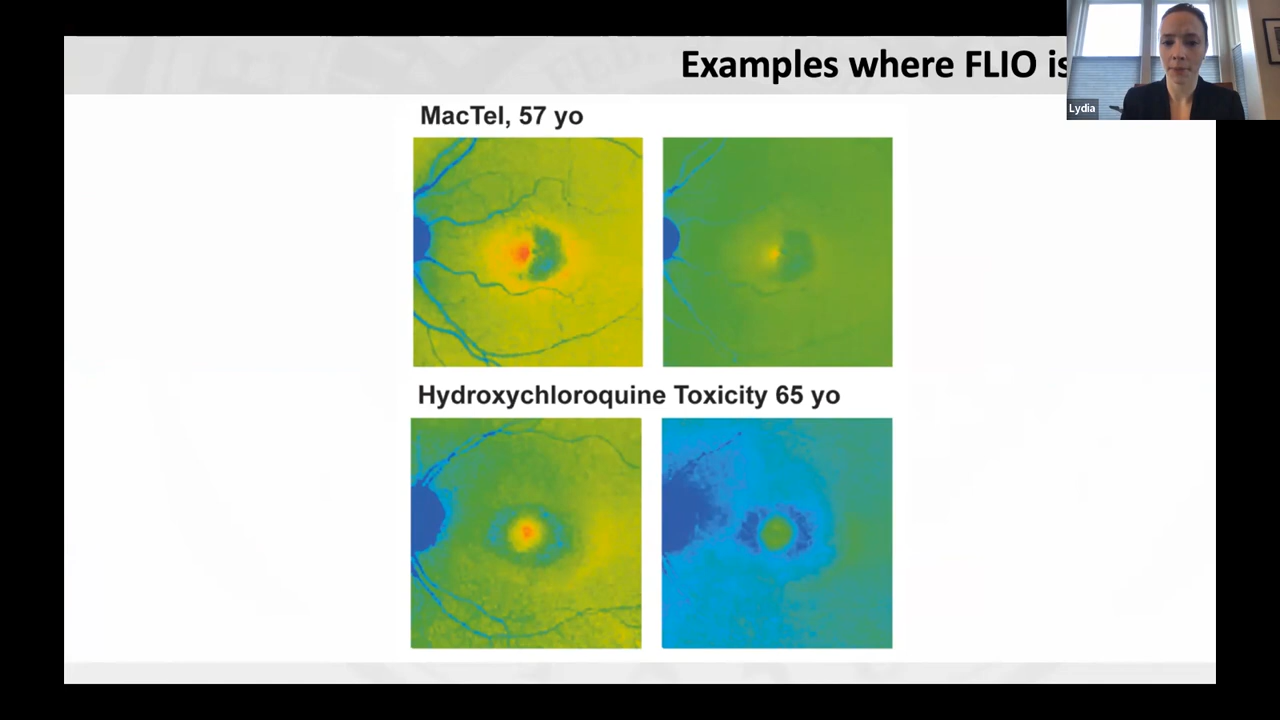 Examples where FLIO is
Lydia
MacTel, 57 yo
Hydroxychloroquine Toxicity 65 yo